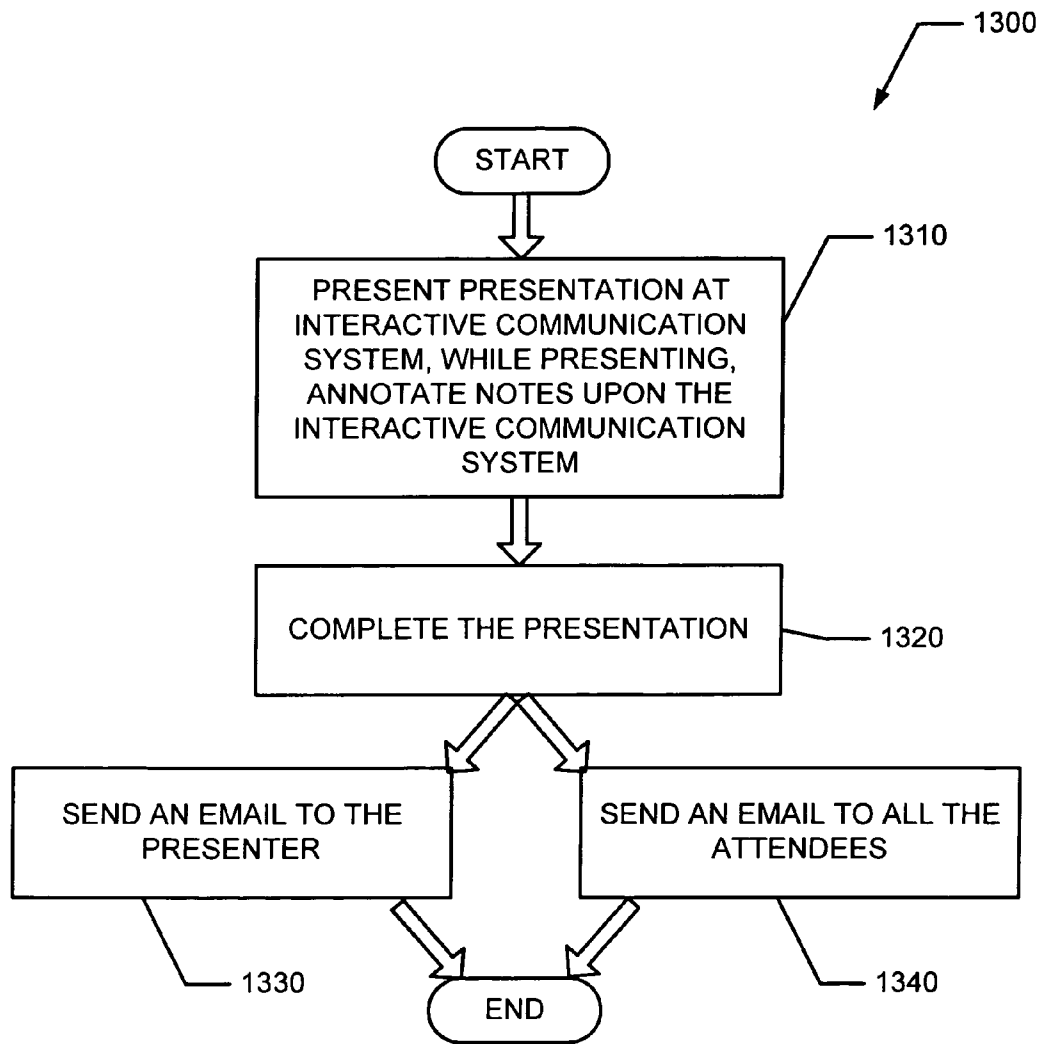 1300
START
1310
PRESENT PRESENTATION AT
INTERACTIVE COMMUNICATION
SYSTEM, WHILE PRESENTING,
ANNOTATE NOTES UPON THE
INTERACTIVE COMMUNICATION
SYSTEM
COMPLETE THE PRESENTATION
1320
SEND AN EMAIL TO THE
PRESENTER
SEND AN EMAIL TO ALL THE
ATTENDEES
1330
1340
END